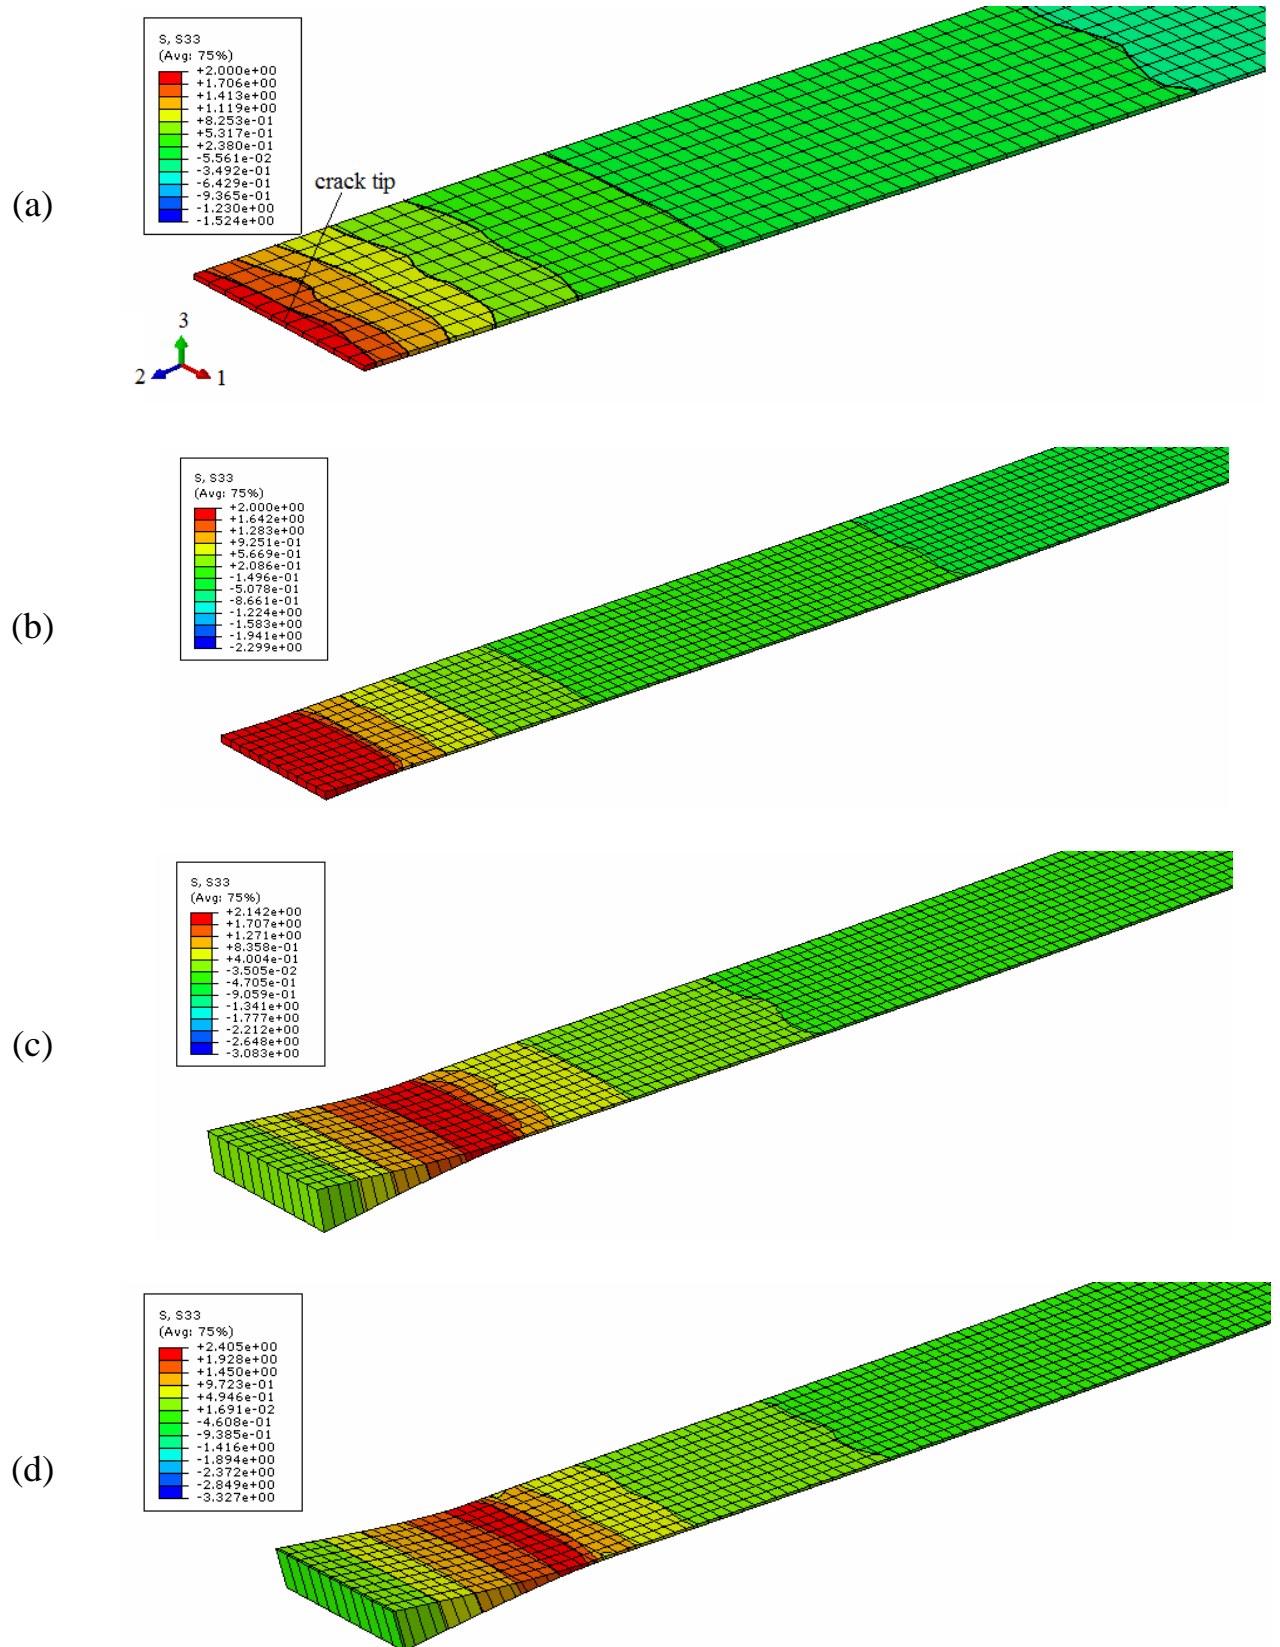 S, S33
(Avg: 75%)
+2.000e+00
+1.706e+00
+1.413e+00
+1.119e+00
+8.253e-01
+5.317e-01
+2.380e-01
-5.561e-02
-3.492e-01
-6.429e-01
-9.365e-01
-1.230e+00
-1.524e+00
(a)
crack tip
3
2
1
S, S33
(Avg: 75%)
+2.000e+00
+1.642e+00
+1.283e+00
+9.251e-01
+5.669e-01
+2.086e-01
-1.496e-01
-5.078e-01
-8.661e-01
-1.224e+00
-1.583e+00
-1.941e+00
-2.299e+00
(b)
S, S33
(Avg: 75%)
+2.142e+00
+1.707e+00
+1.271e+00
+8.358e-01
+4.004e-01
-3.505e-02
-4.705e-01
-9.059e-01
-1.341e+00
-1.777e+00
-2.212e+00
-2.648e+00
-3.083e+00
(c)
S, S33
(Avg: 75%)
+2.405e+00
+1.928e+00
+1.450e+00
+9.723e-01
+4.946e-01
+1.691e-02
-4.608e-01
-9.385e-01
-1.416e+00
-1.894e+00
-2.372e+00
-2.849e+00
-3.327e+00
(d)